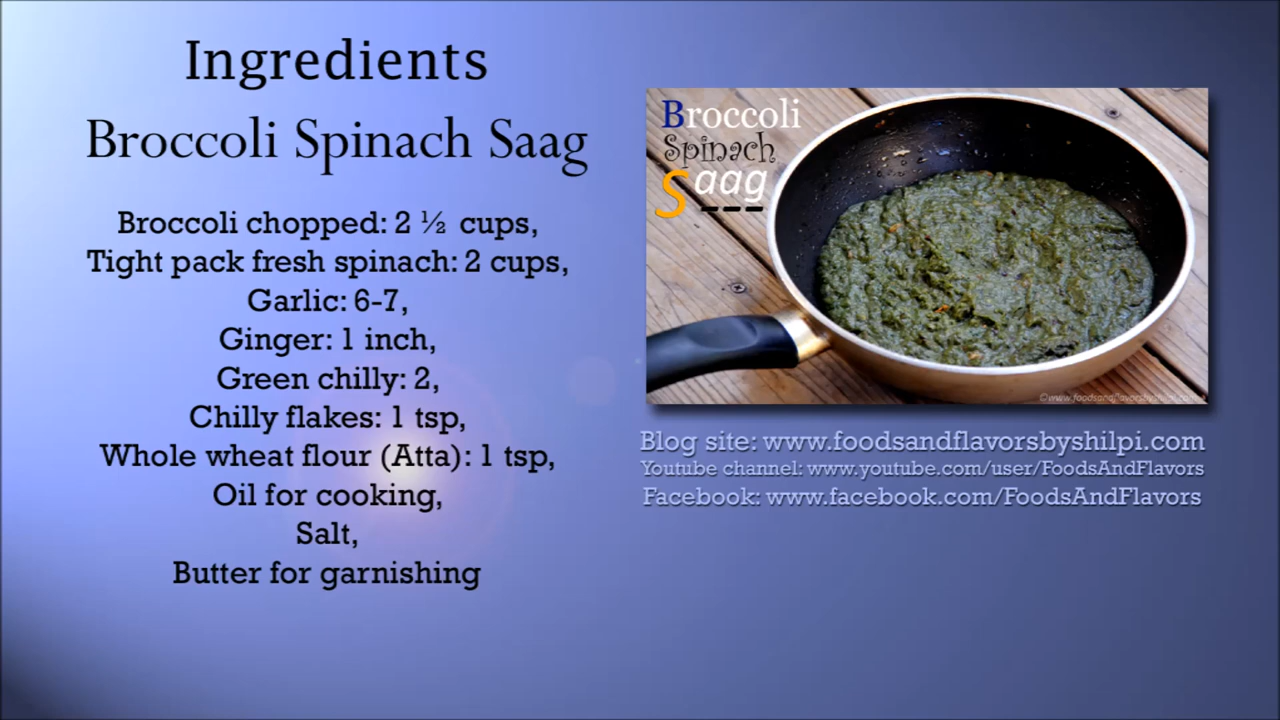 Ingredients
Broccoli Spinach Saag
Broccoli chopped: 2 ½ cups,
Tight pack fresh spinach: 2 cups,
Garlic: 6-7,
Ginger: 1 inch,
Green chilly: 2,
Chilly flakes: 1 tsp,
Whole wheat flour (Atta): 1 tsp,
Oil for cooking,
Salt,
Butter for garnishing
Broccoli
Spinach
Saag
©www.foodsandflavorsbyshilpi.com
Blog site: www.foodsandflavorsbyshilpi.com
Youtube channel: www.youtube.com/user/FoodsAndFlavors
Facebook: www.facebook.com/FoodsAndFlavors